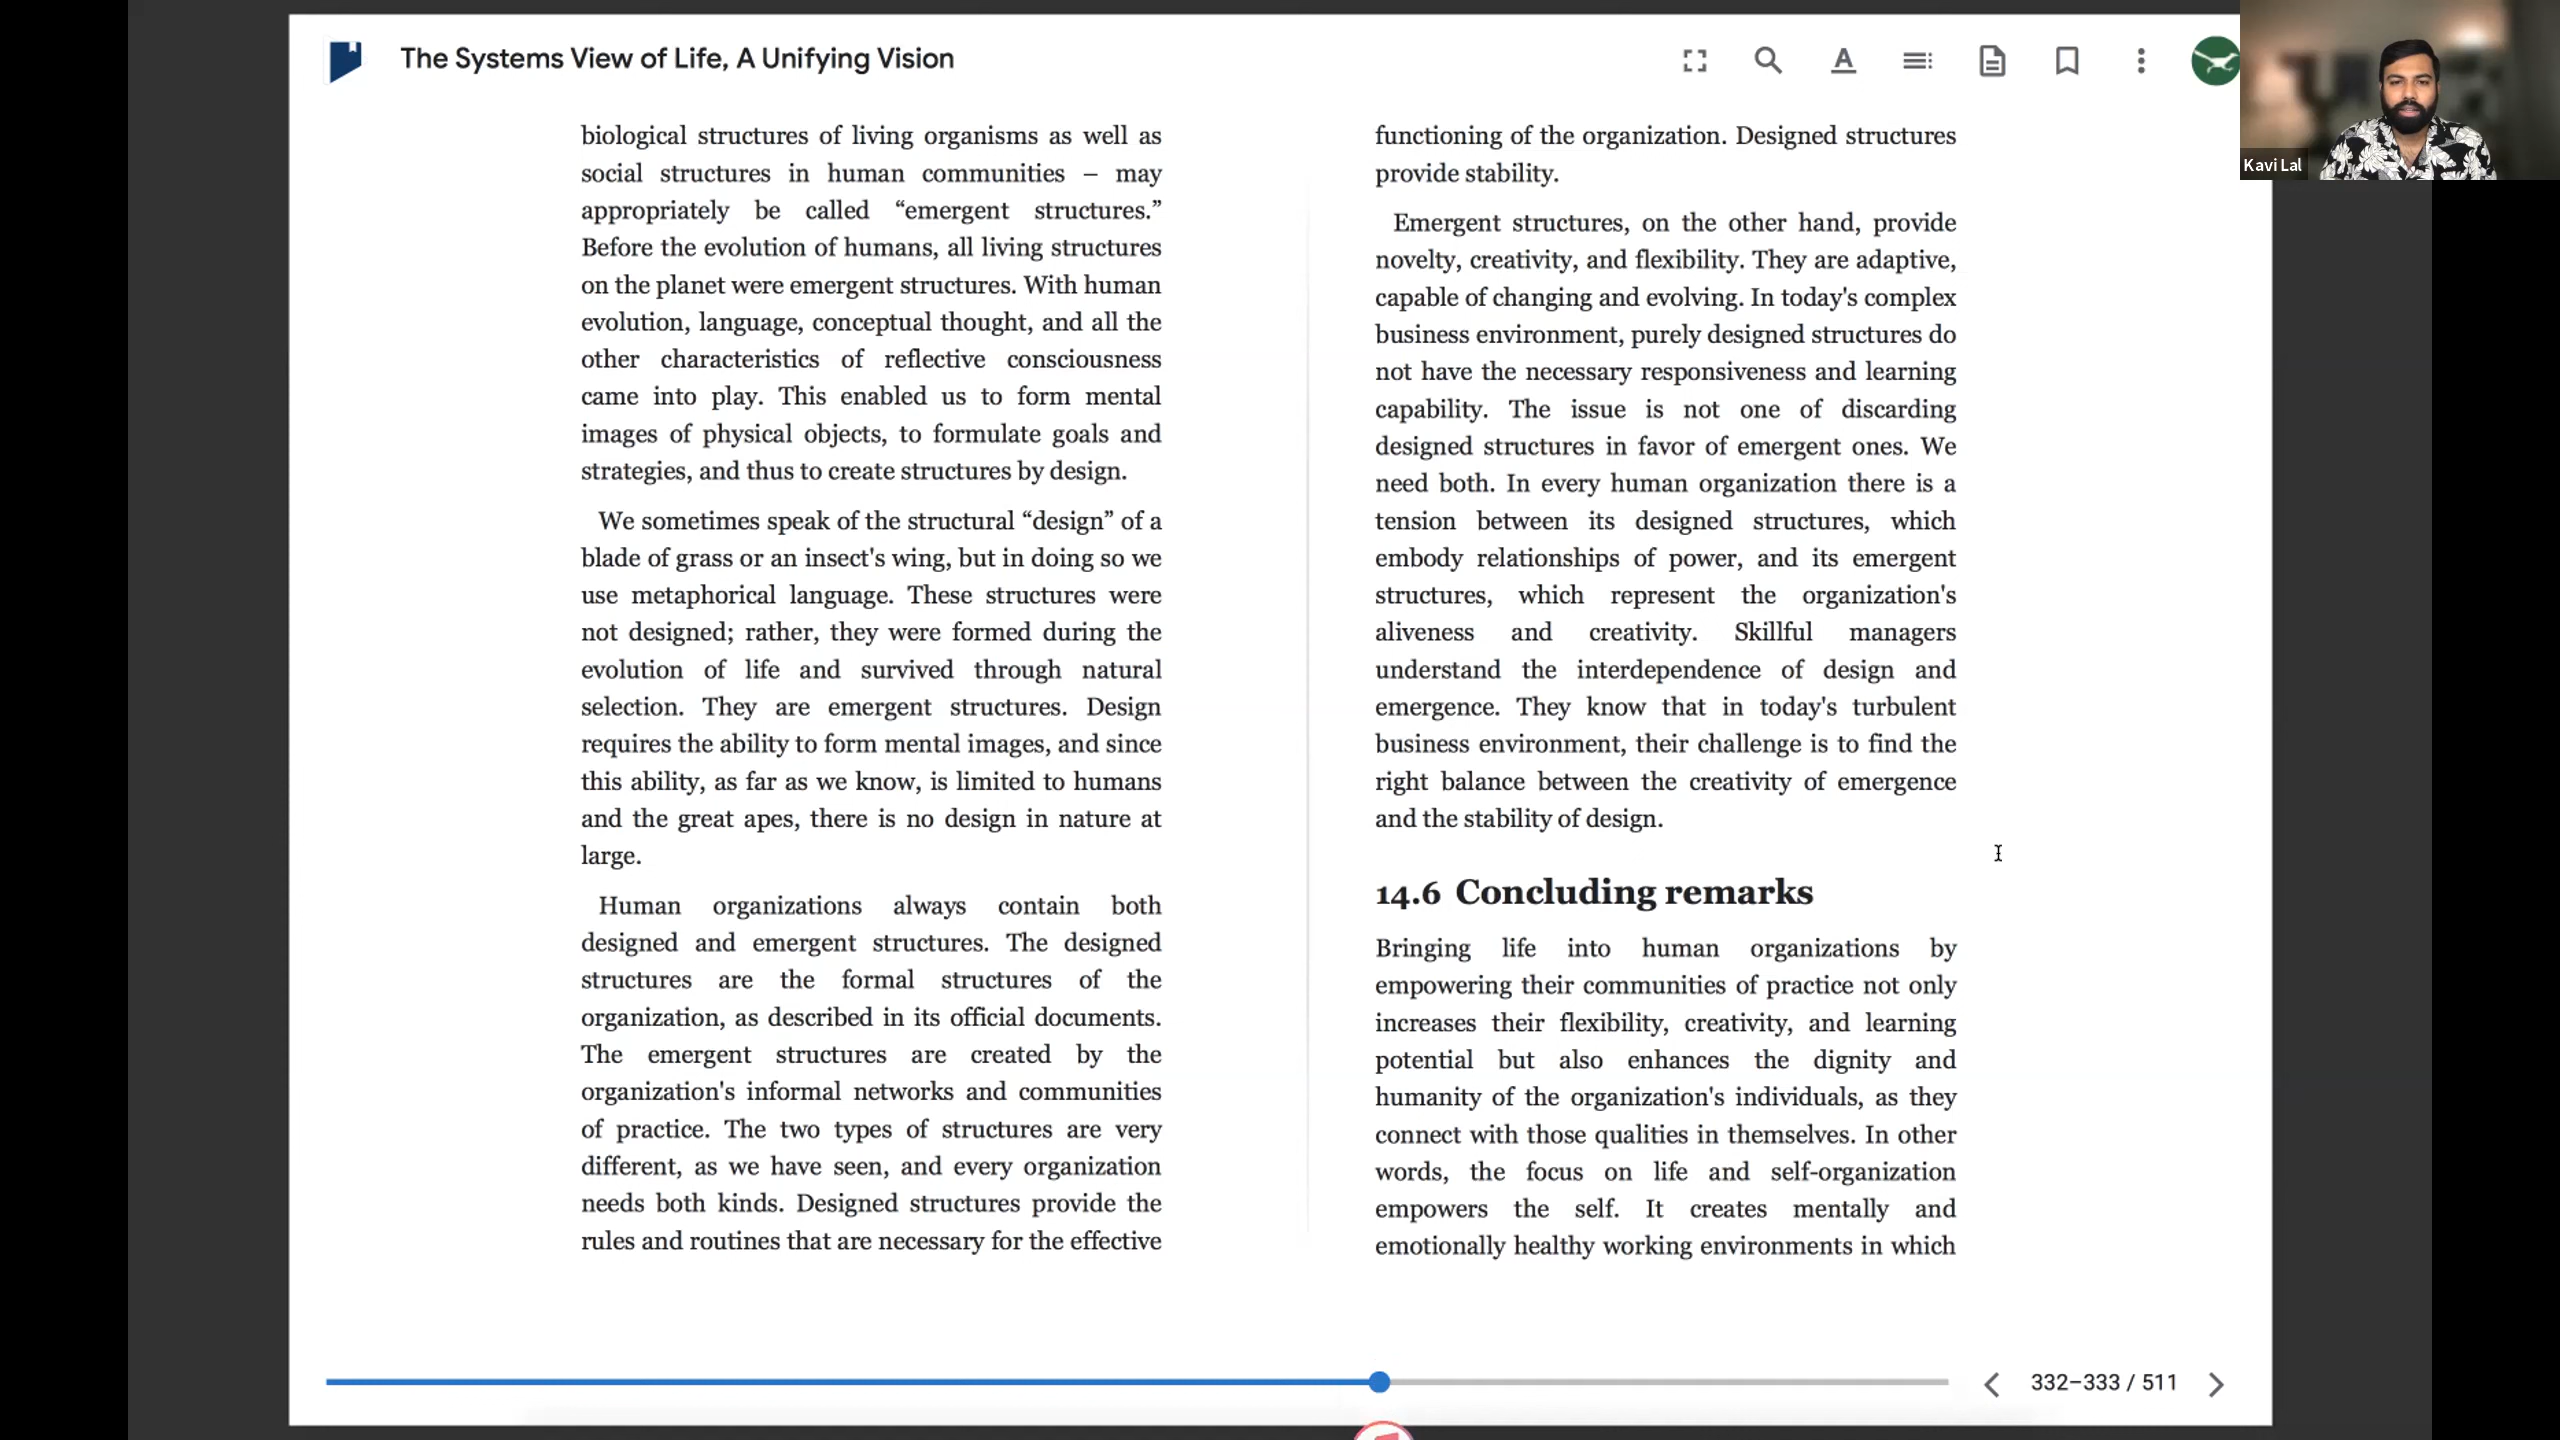 The Systems View of Life, A Unifying Vision
Kavi Lal
biological structures of living organisms as well as
social structures in human communities – may
appropriately be called “emergent structures.”
Before the evolution of humans, all living structures
on the planet were emergent structures. With human
evolution, language, conceptual thought, and all the
other characteristics of reflective consciousness
came into play. This enabled us to form mental
images of physical objects, to formulate goals and
strategies, and thus to create structures by design.
We sometimes speak of the structural “design” of a
blade of grass or an insect's wing, but in doing so we
use metaphorical language. These structures were
not designed; rather, they were formed during the
evolution of life and survived through natural
selection. They are emergent structures. Design
requires the ability to form mental images, and since
this ability, as far as we know, is limited to humans
and the great apes, there is no design in nature at
large.
Human organizations always contain both
designed and emergent structures. The designed
structures are the formal structures of the
organization, as described in its official documents.
The emergent structures are created by the
organization's informal networks and communities
of practice. The two types of structures are very
different, as we have seen, and every organization
needs both kinds. Designed structures provide the
rules and routines that are necessary for the effective
functioning of the organization. Designed structures
provide stability.
Emergent structures, on the other hand, provide
novelty, creativity, and flexibility. They are adaptive,
capable of changing and evolving. In today's complex
business environment, purely designed structures do
not have the necessary responsiveness and learning
capability. The issue is not one of discarding
designed structures in favor of emergent ones. We
need both. In every human organization there is a
tension between its designed structures, which
embody relationships of power, and its emergent
structures, which represent the organization's
aliveness and creativity. Skillful managers
understand the interdependence of design and
emergence. They know that in today's turbulent
business environment, their challenge is to find the
right balance between the creativity of emergence
and the stability of design.
14.6 Concluding remarks
Bringing life into human organizations by
empowering their communities of practice not only
increases their flexibility, creativity, and learning
potential but also enhances the dignity and
humanity of the organization's individuals, as they
connect with those qualities in themselves. In other
words, the focus on life and self-organization
empowers the self. It creates mentally and
emotionally healthy working environments in which
332–333 / 511